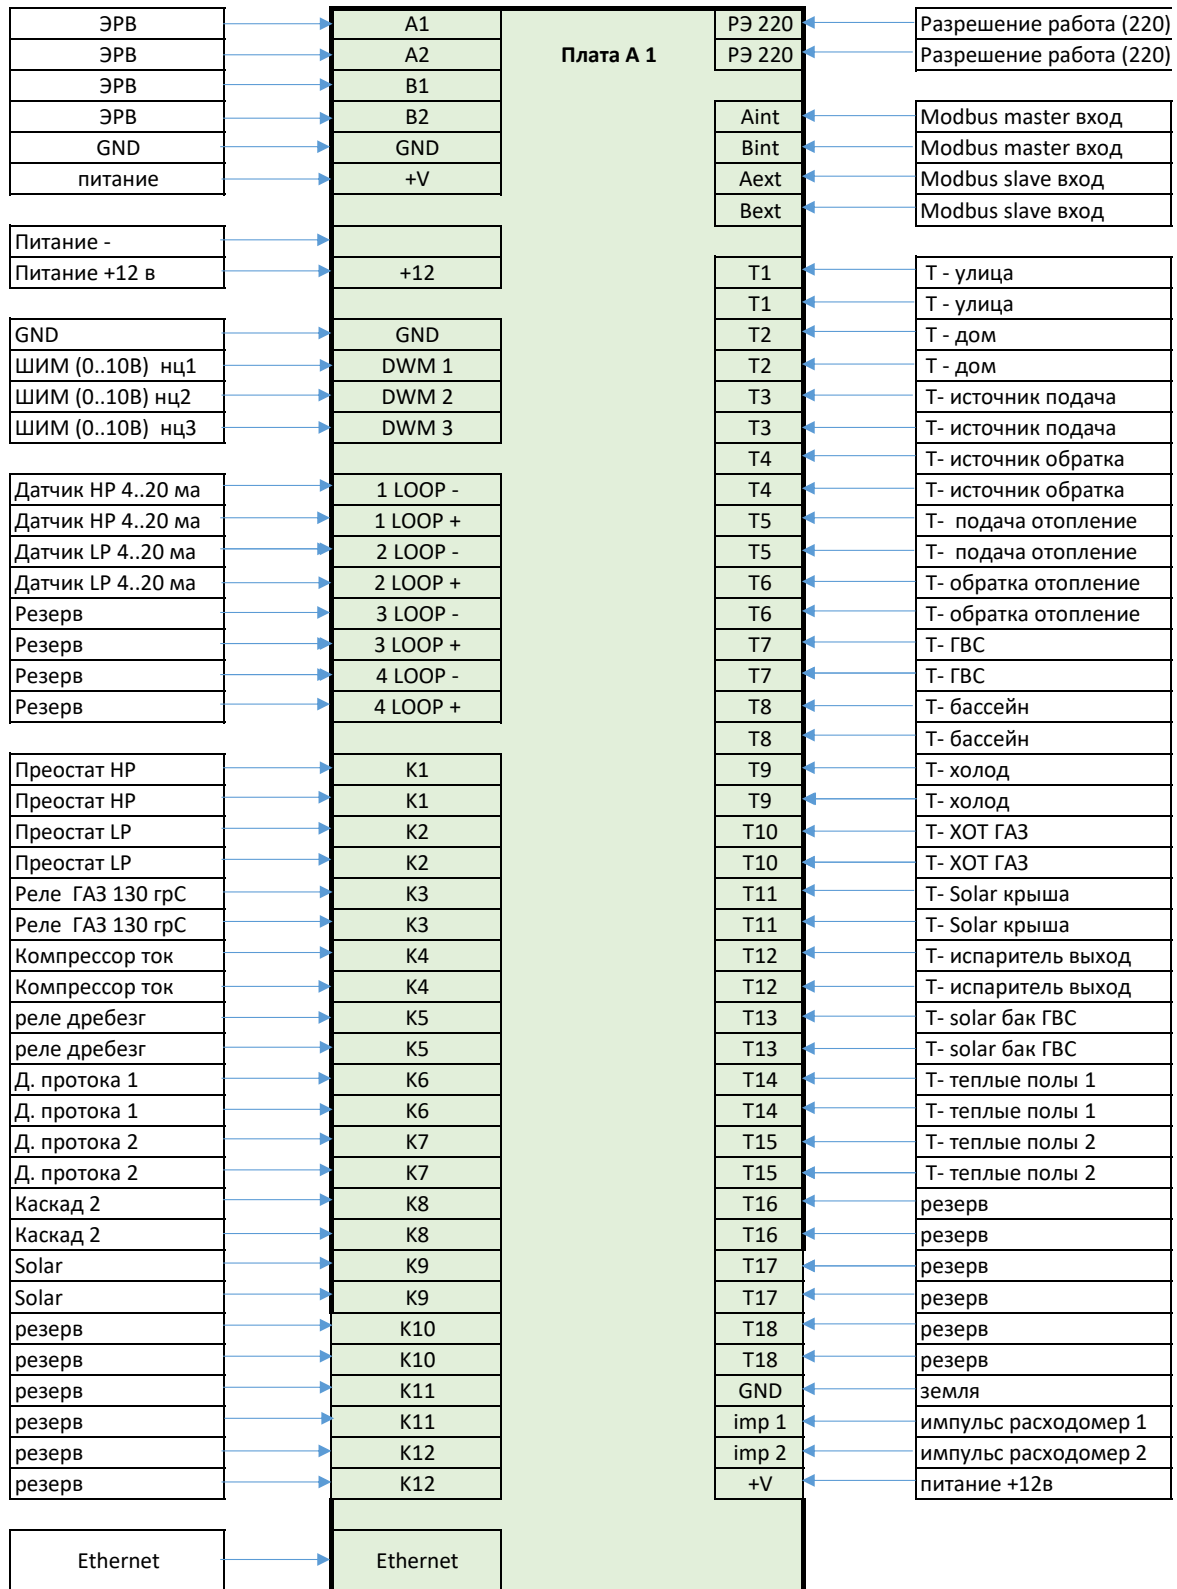 ЭРВ A1 Плата А 1 РЭ 220 Разрешение работа (220)
ЭРВ A2 РЭ 220 Разрешение работа (220)
ЭРВ B1
ЭРВ B2 Aint Modbus master вход
GND GND Bint Modbus master вход
питание +V Aext Modbus slave вход
Bext Modbus slave вход
Питание -
Питание +12 в +12 T1 Т - улица
T1 Т - улица
GND GND T2 Т - дом
ШИМ (0..10В) нц1 DWM 1 T2 Т - дом
ШИМ (0..10В) нц2 DWM 2 T3 Т- источник подача
ШИМ (0..10В) нц3 DWM 3 T3 Т- источник подача
T4 Т- источник обратка
Датчик HP 4..20 ма 1 LOOP - T4 Т- источник обратка
Датчик HP 4..20 ма 1 LOOP + T5 Т- подача отопление
Датчик LP 4..20 ма 2 LOOP - T5 Т- подача отопление
Датчик LP 4..20 ма 2 LOOP + T6 Т- обратка отопление
Резерв 3 LOOP - T6 Т- обратка отопление
Резерв 3 LOOP + T7 Т- ГВС
Резерв 4 LOOP - T7 Т- ГВС
Резерв 4 LOOP + T8 Т- бассейн
T8 Т- бассейн
Преостат HP K1 T9 Т- холод
Преостат HP K1 T9 Т- холод
Преостат LP K2 T10 Т- ХОТ ГАЗ
Преостат LP K2 T10 Т- ХОТ ГАЗ
Реле ГАЗ 130 грС K3 T11 Т- Solar крыша
Реле ГАЗ 130 грС K3 T11 Т- Solar крыша
Компрессор ток K4 T12 Т- испаритель выход
Компрессор ток K4 T12 Т- испаритель выход
реле дребезг K5 T13 Т- solar бак ГВС
реле дребезг K5 T13 Т- solar бак ГВС
Д. протока 1 K6 T14 Т- теплые полы 1
Д. протока 1 K6 T14 Т- теплые полы 1
Д. протока 2 K7 T15 Т- теплые полы 2
Д. протока 2 K7 T15 Т- теплые полы 2
Каскад 2 K8 T16 резерв
Каскад 2 K8 T16 резерв
Solar K9 T17 резерв
Solar K9 T17 резерв
резерв K10 T18 резерв
резерв K10 T18 резерв
резерв K11 GND земля
резерв K11 imp 1 импульс расходомер 1
резерв K12 imp 2 импульс расходомер 2
резерв K12 +V питание +12в
Ethernet Ethernet